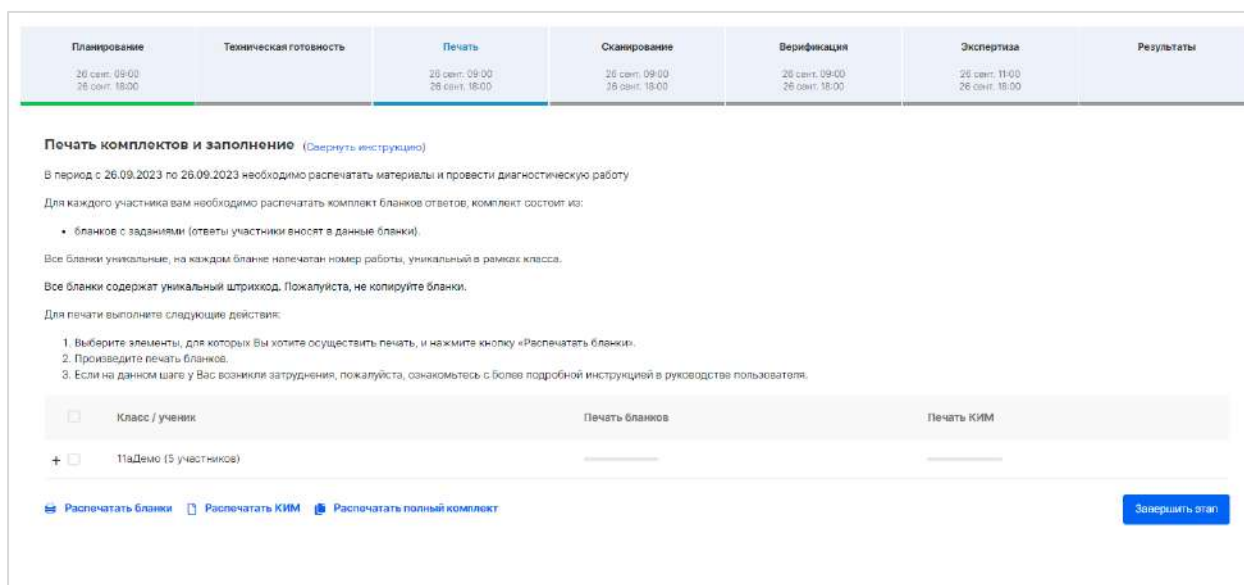 Планирование Техническая готовность Печать Сканирование Верификация Экспертиза Результаты
26 сент. 09:00 26 сент. 09:00 26 сент. 09:00 26 сент. 09:00 26 сент. 11:00
26 сент. 18:00 26 сент. 18:00 26 сент. 18:00 26 сент. 18:00 26 сент. 18:00
Печать комплектов и заполнение (Свернуть инструкцию)
В период с 26.09.2023 по 26.09.2023 необходимо распечатать материалы и провести диагностическую работу
Для каждого участника вам необходимо распечатать комплект бланков ответов, комплект состоит из:
• бланков с заданиями (ответы участники вносят в данные бланки).
Все бланки уникальные, на каждом бланке напечатан номер работы, уникальный в рамках класса.
Все бланки содержат уникальный штрихкод. Пожалуйста, не копируйте бланки.
Для печати выполните следующие действия:
1. Выберите элементы, для которых Вы хотите осуществить печать, и нажмите кнопку «Распечатать бланки».
2. Произведите печать бланков.
3. Если на данном шаге у Вас возникли затруднения, пожалуйста, ознакомьтесь с более подробной инструкцией в руководстве пользователя.
Класс / ученик Печать бланков Печать КИМ
+ 11аДемо (5 участников)
Распечатать бланки Распечатать КИМ Распечатать полный комплект Завершить этап